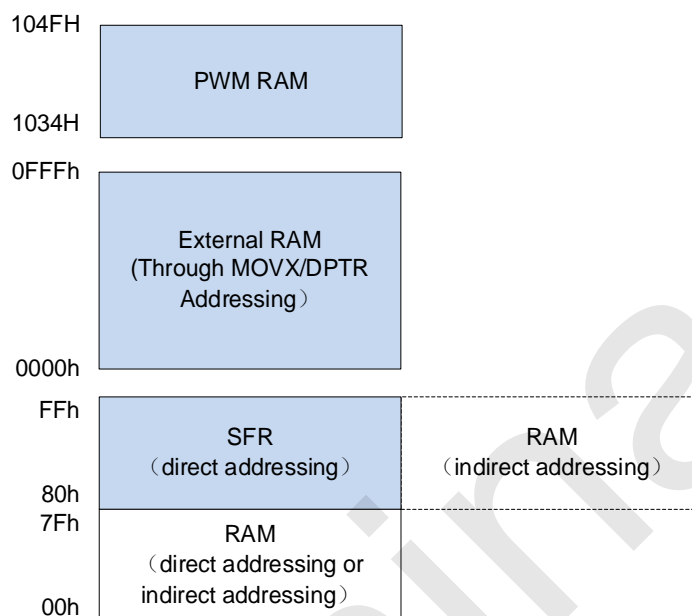 104FH
PWM RAM
1034H
0FFFh
External RAM
(Through MOVX/DPTR
Addressing）
0000h
FFh
SFR
（direct addressing）
RAM
（indirect addressing）
80h
7Fh
RAM
（direct addressing or
indirect addressing）
00h